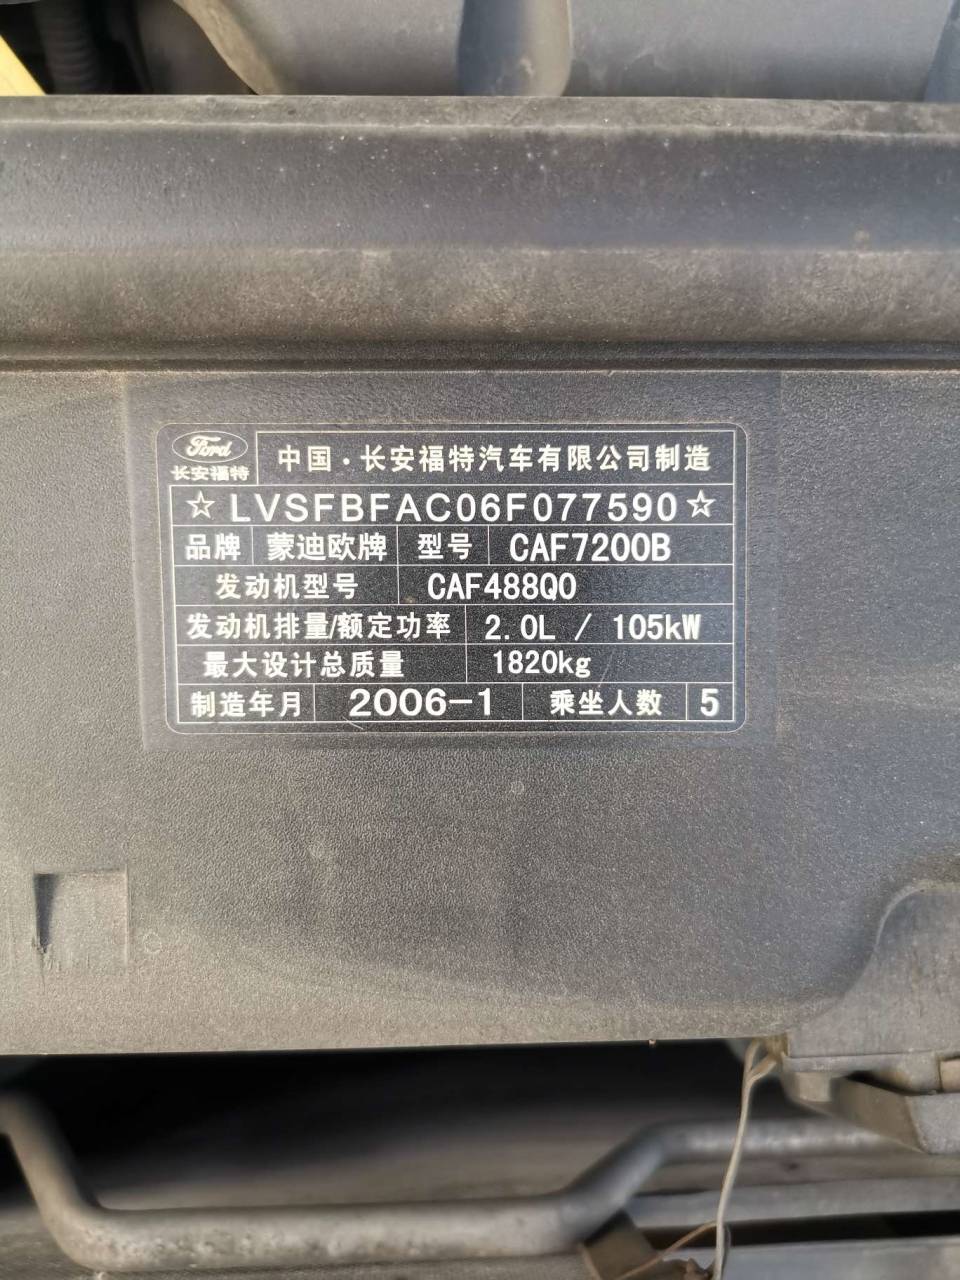 Ford
长安福特
中国·长安福特汽车有限公司制造
☆LVSFBFAC06F077590☆
品牌 蒙迪欧牌 型号 CAF7200B
发动机型号 CAF488Q0
发动机排量/额定功率 2.0L / 105kW
最大设计总质量 1820kg
制造年月 2006-1 乘坐人数 5